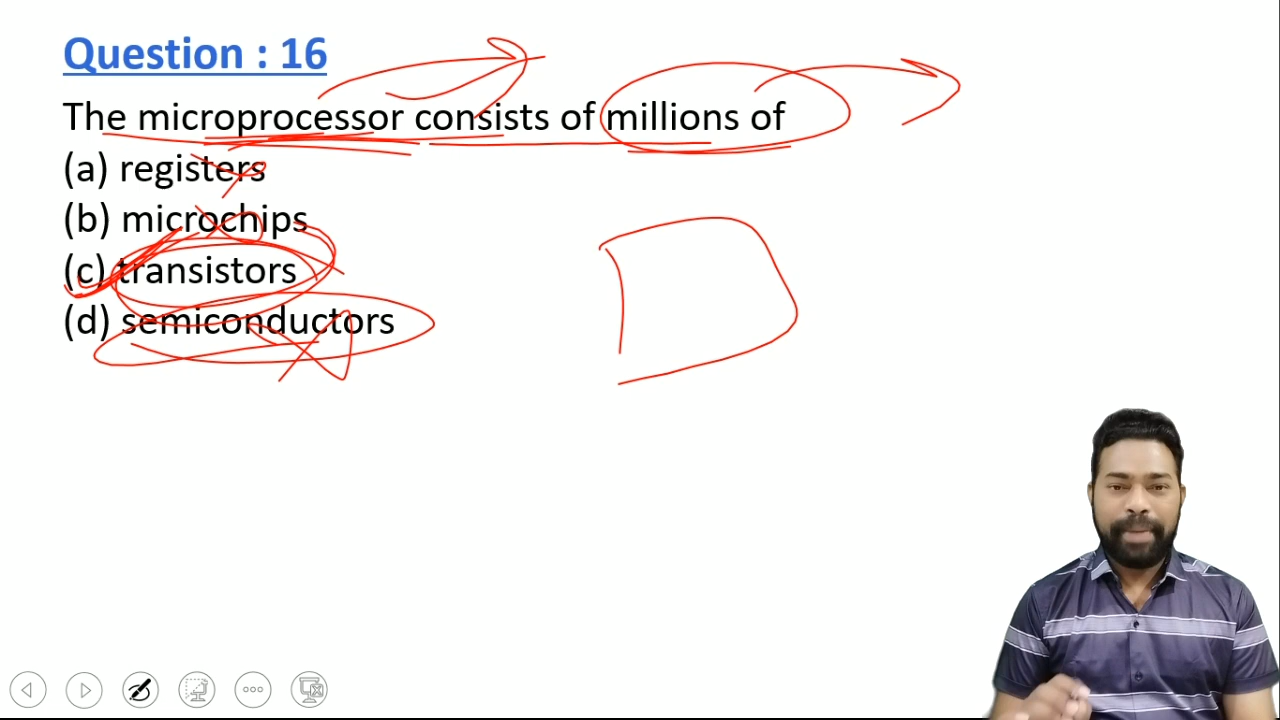 Question : 16
The microprocessor consists of millions of
(a) registers
(b) microchips
(c) transistors
(d) semiconductors